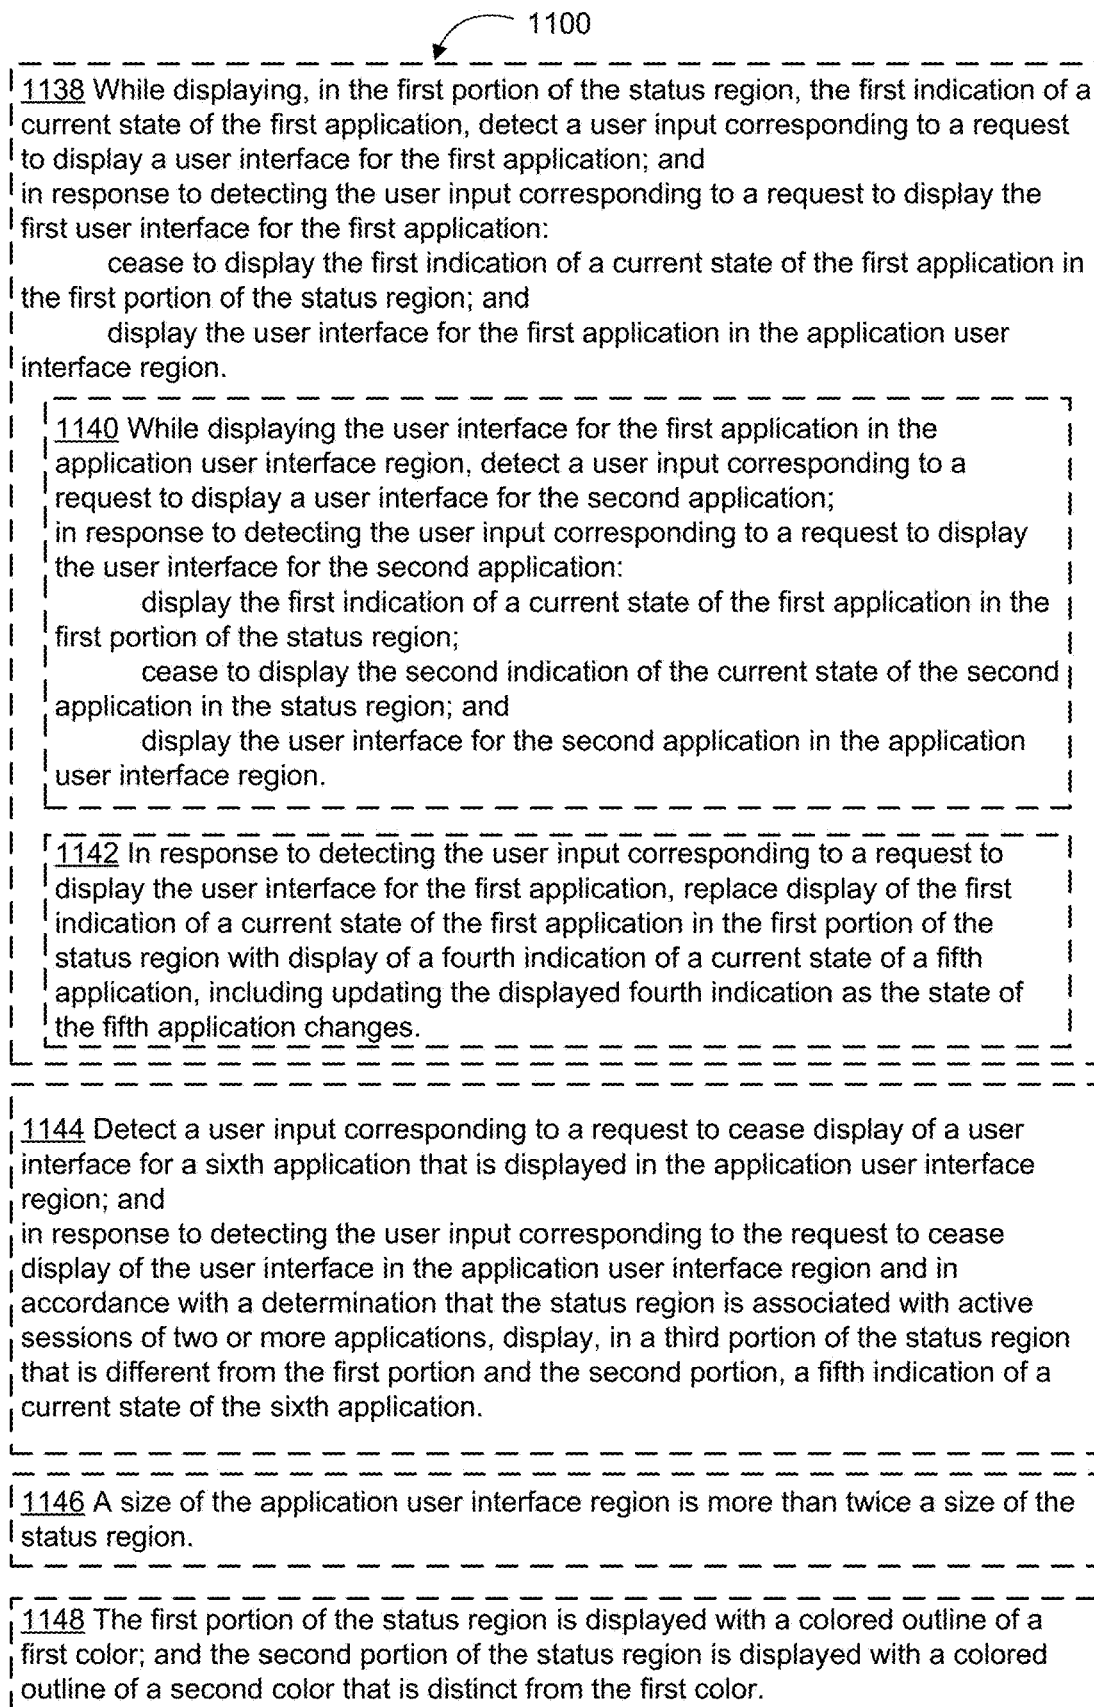 1100
1138 While displaying, in the first portion of the status region, the first indication of a
current state of the first application, detect a user input corresponding to a request
to display a user interface for the first application; and
in response to detecting the user input corresponding to a request to display the
first user interface for the first application:
cease to display the first indication of a current state of the first application in
the first portion of the status region; and
display the user interface for the first application in the application user
interface region.
1140 While displaying the user interface for the first application in the
application user interface region, detect a user input corresponding to a
request to display a user interface for the second application;
in response to detecting the user input corresponding to a request to display
the user interface for the second application:
display the first indication of a current state of the first application in the
first portion of the status region;
cease to display the second indication of the current state of the second
application in the status region; and
display the user interface for the second application in the application
user interface region.
1142 In response to detecting the user input corresponding to a request to
display the user interface for the first application, replace display of the first
indication of a current state of the first application in the first portion of the
status region with display of a fourth indication of a current state of a fifth
application, including updating the displayed fourth indication as the state of
the fifth application changes.
1144 Detect a user input corresponding to a request to cease display of a user
interface for a sixth application that is displayed in the application user interface
region; and
in response to detecting the user input corresponding to the request to cease
display of the user interface in the application user interface region and in
accordance with a determination that the status region is associated with active
sessions of two or more applications, display, in a third portion of the status region
that is different from the first portion and the second portion, a fifth indication of a
current state of the sixth application.
1146 A size of the application user interface region is more than twice a size of the
status region.
1148 The first portion of the status region is displayed with a colored outline of a
first color; and the second portion of the status region is displayed with a colored
outline of a second color that is distinct from the first color.